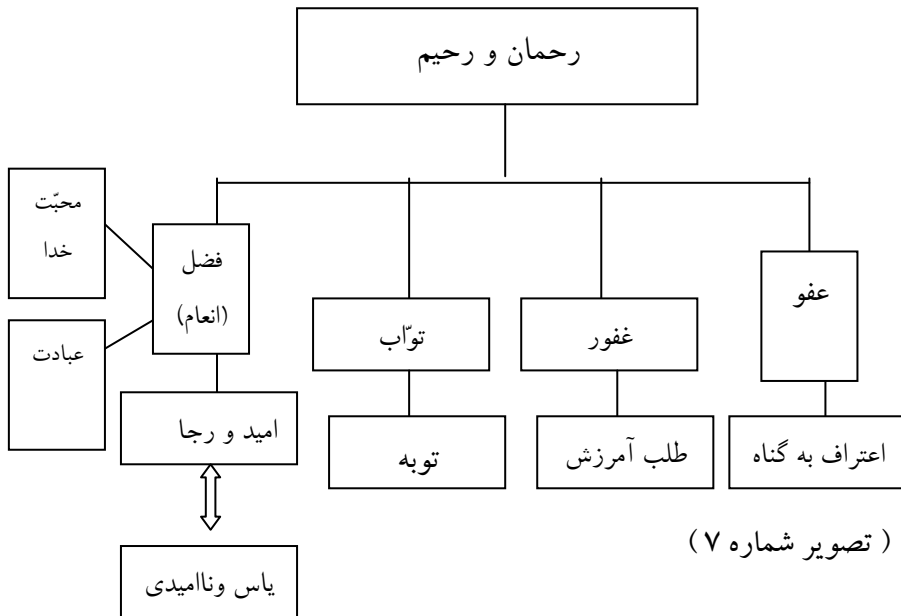 رحمان و رحیم
عفو
غفور
توّاب
فضل
(انعام)
محبّت
خدا
عبادت
اعتراف به گناه
طلب آمرزش
توبه
امید و رجا
یاس وناامیدی
( تصویر شماره ۷)